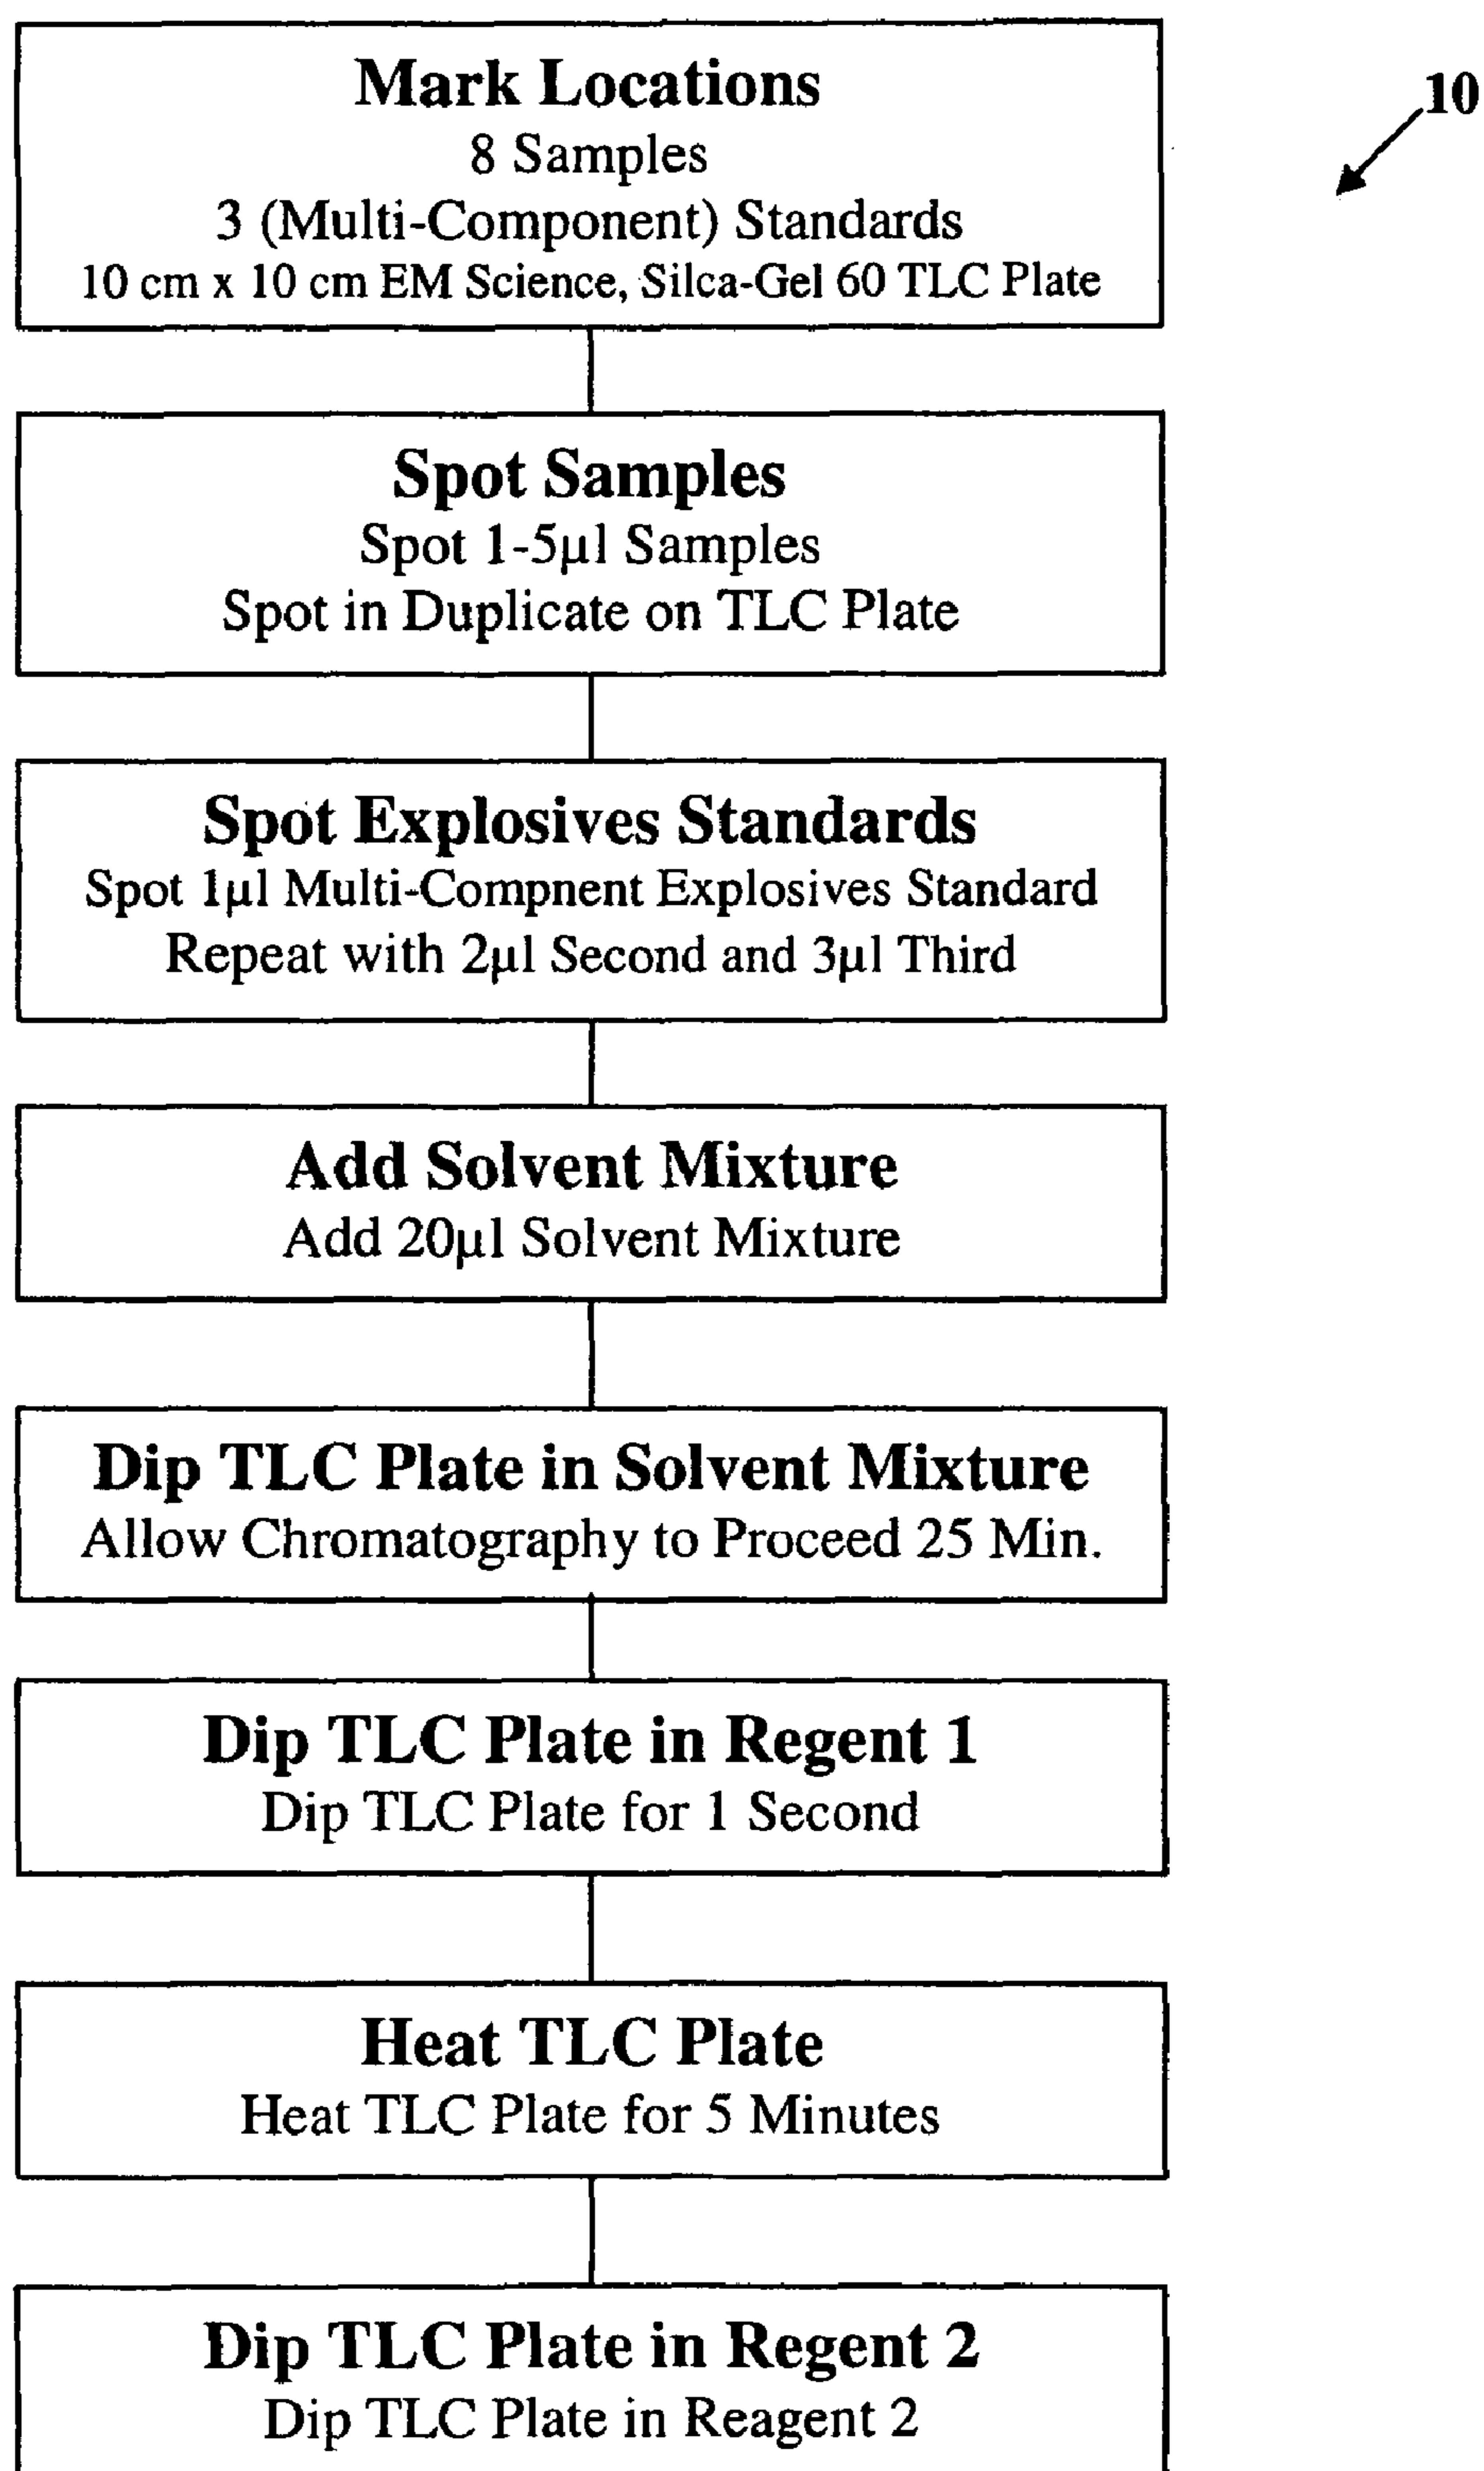 Mark Locations
8 Samples
3 (Multi-Component) Standards
10 cm x 10 cm EM Science, Silca-Gel 60 TLC Plate
10
Spot Samples
Spot 1-5µl Samples
Spot in Duplicate on TLC Plate
Spot Explosives Standards
Spot 1µl Multi-Compnent Explosives Standard
Repeat with 2µl Second and 3µl Third
Add Solvent Mixture
Add 20µl Solvent Mixture
Dip TLC Plate in Solvent Mixture
Allow Chromatography to Proceed 25 Min.
Dip TLC Plate in Regent 1
Dip TLC Plate for 1 Second
Heat TLC Plate
Heat TLC Plate for 5 Minutes
Dip TLC Plate in Regent 2
Dip TLC Plate in Reagent 2